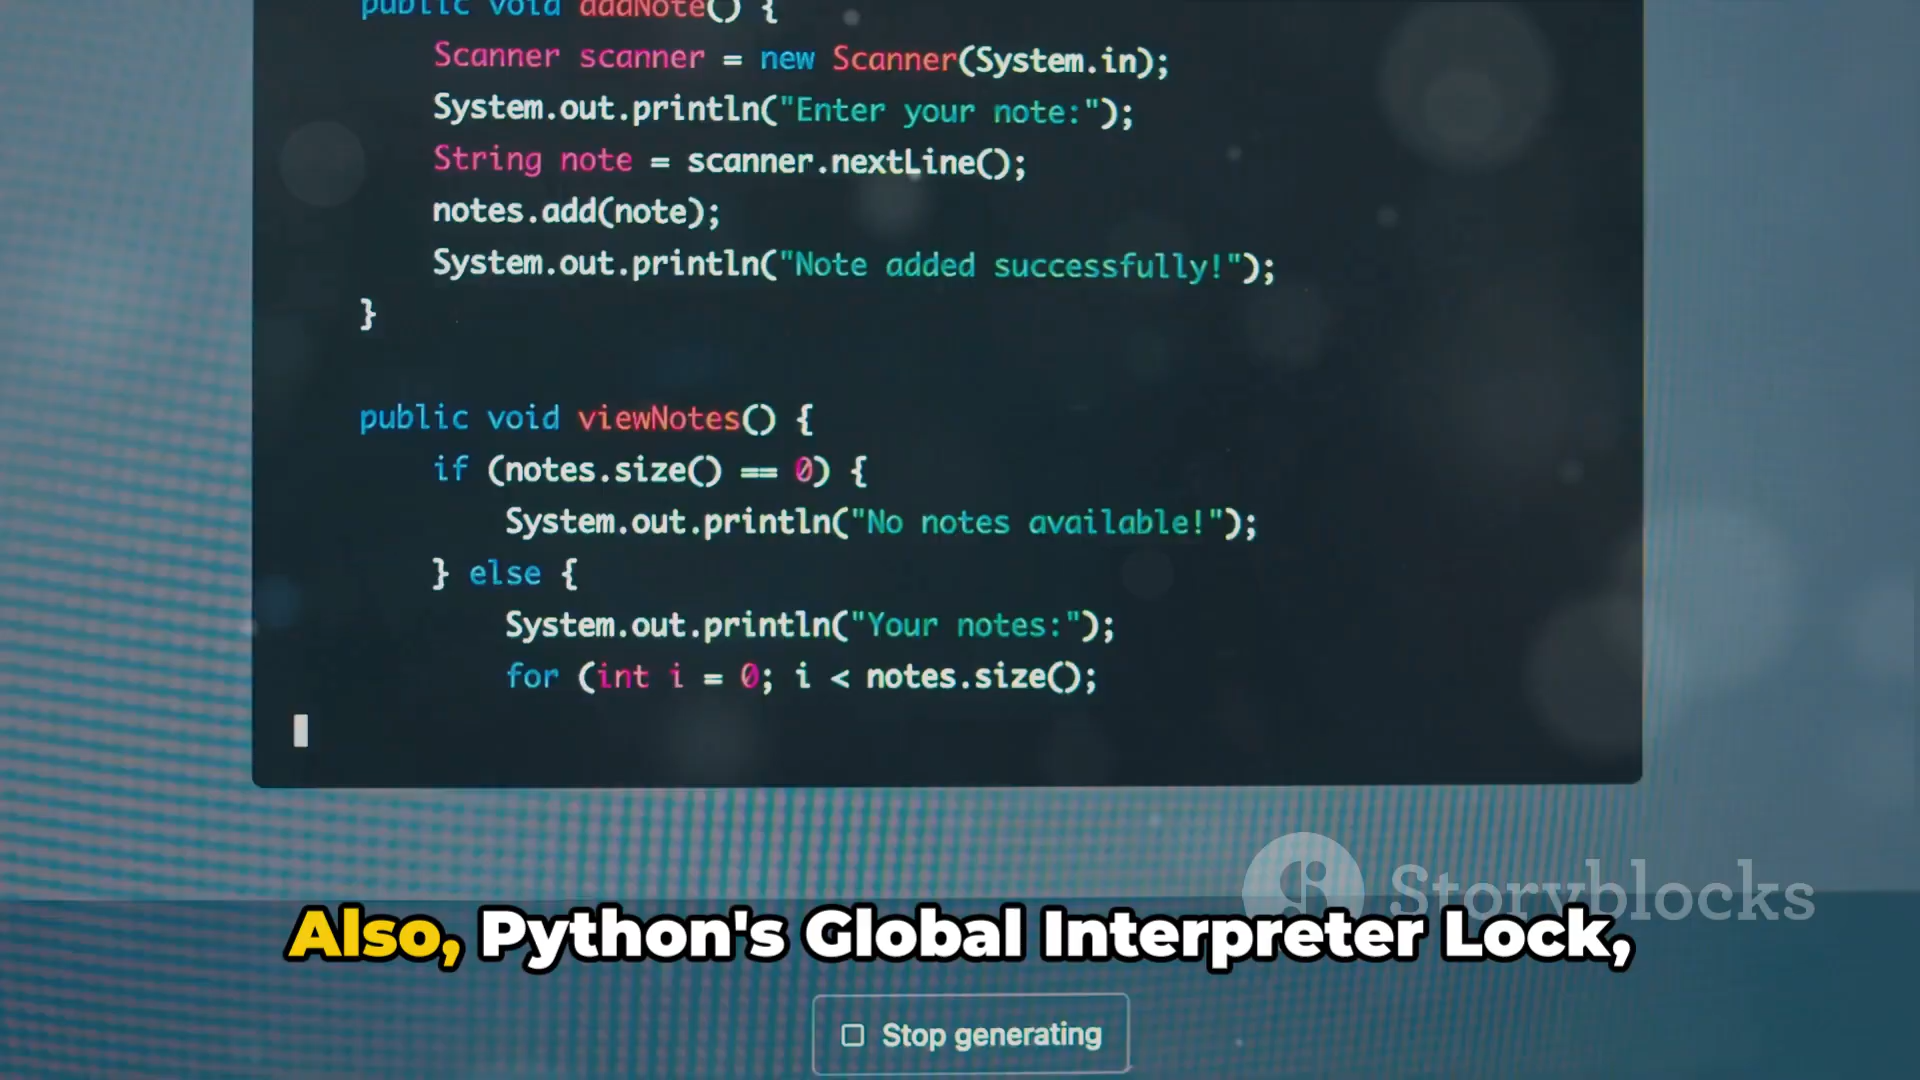 public void addNote() {
Scanner scanner = new Scanner(System.in);
System.out.println("Enter your note:");
String note = scanner.nextLine();
notes.add(note);
System.out.println("Note added successfully!");
}
public void viewNotes() {
if (notes.size() == 0) {
System.out.println("No notes available!");
} else {
System.out.println("Your notes:");
for (int i = 0; i < notes.size();
Storyblocks
Also, Python's Global Interpreter Lock,
Stop generating